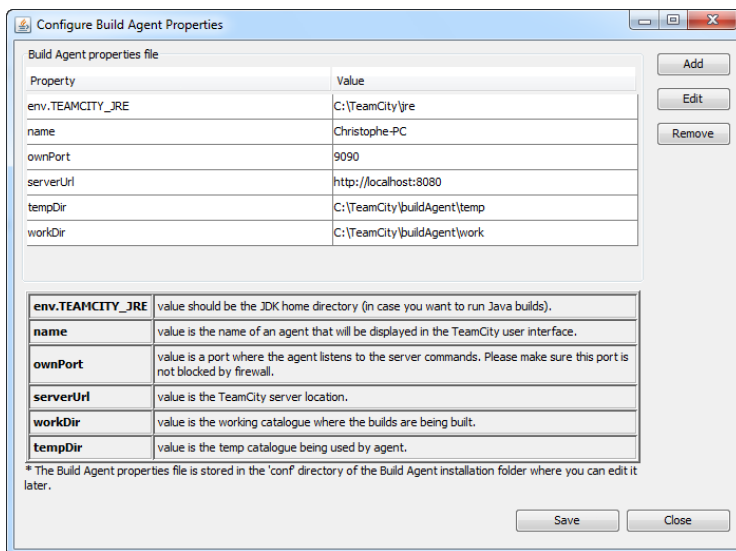 Configure Build Agent Properties
Build Agent properties file
Property Value
env.TEAMCITY_JRE C:\TeamCity\jre
name Christophe-PC
ownPort 9090
serverUrl http://localhost:8080
tempDir C:\TeamCity\buildAgent\temp
workDir C:\TeamCity\buildAgent\work
Add
Edit
Remove
env.TEAMCITY_JRE value should be the JDK home directory (in case you want to run Java builds).
name value is the name of an agent that will be displayed in the TeamCity user interface.
ownPort value is a port where the agent listens to the server commands. Please make sure this port is
not blocked by firewall.
serverUrl value is the TeamCity server location.
workDir value is the working catalogue where the builds are being built.
tempDir value is the temp catalogue being used by agent.
* The Build Agent properties file is stored in the 'conf' directory of the Build Agent installation folder where you can edit it
later.
Save Close